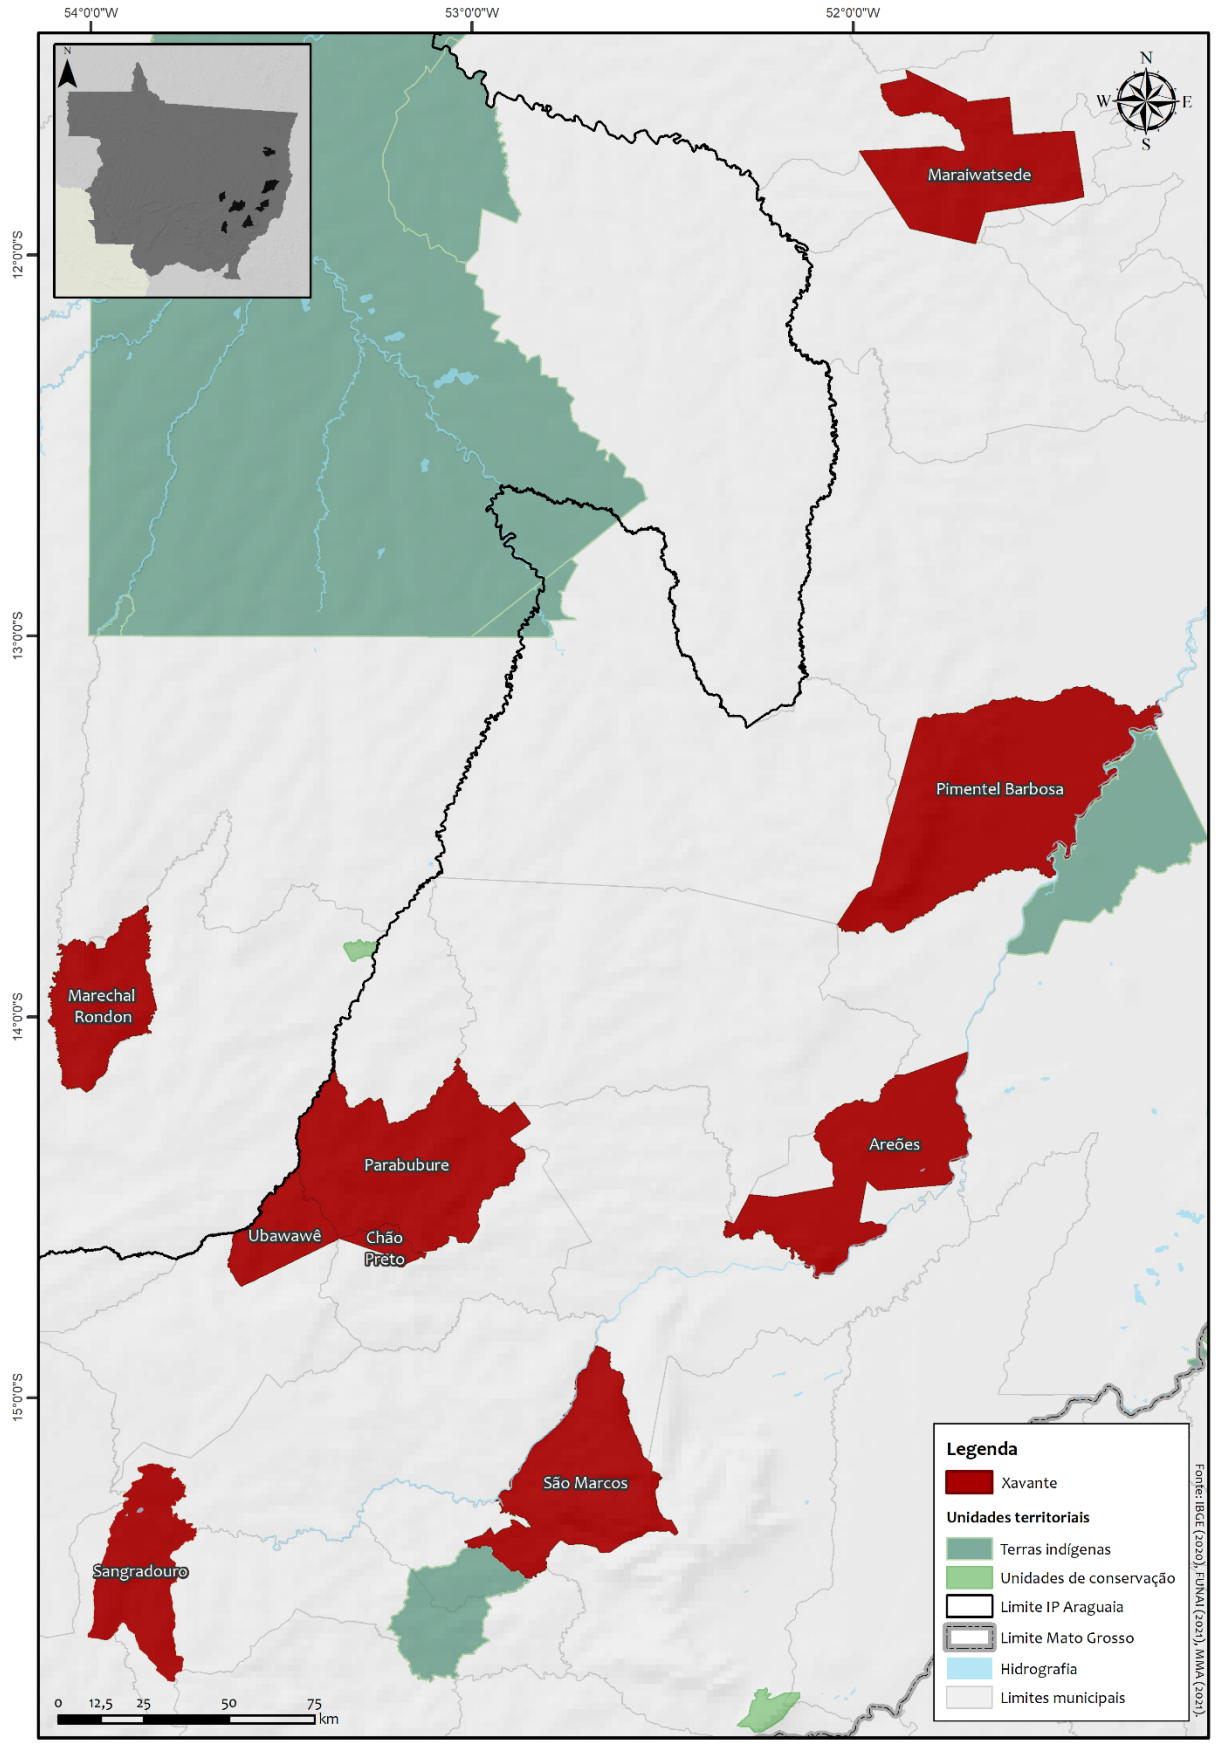 54°0'0"W
53°0'0"W
52°0'0"W
N
N
W
E
S
12°0'0"S
13°0'0"S
14°0'0"S
15°0'0"S
Maraiwatsede
Pimentel Barbosa
Marechal
Rondon
Areões
Parabubure
Ubawawê
Chão
Preto
São Marcos
Sangradouro
Legenda
Xavante
Unidades territoriais
Terras indígenas
Unidades de conservação
Limite IP Araguaia
Limite Mato Grosso
Hidrografia
Limites municipais
Fonte: IBGE (2020), FUNAI (2021), MMA (2021).
0 12,5 25 50 75
km